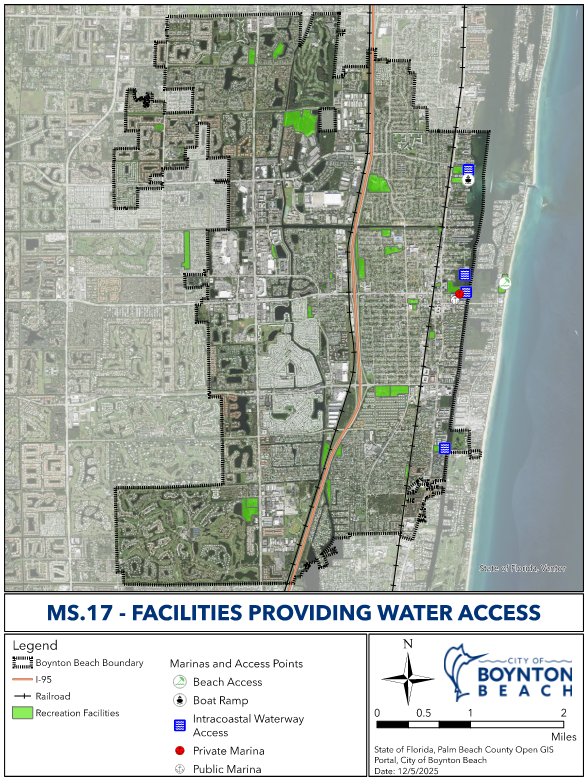 State of Florida, Vantor
MS.17 - FACILITIES PROVIDING WATER ACCESS
Legend
Boynton Beach Boundary
I-95
Railroad
Recreation Facilities
Marinas and Access Points
Beach Access
Boat Ramp
Intracoastal Waterway
Access
Private Marina
Public Marina
N
CITY OF
BOYNTON
BEACH
0 0.5 1 2
Miles
State of Florida, Palm Beach County Open GIS
Portal, City of Boynton Beach
Date: 12/5/2025